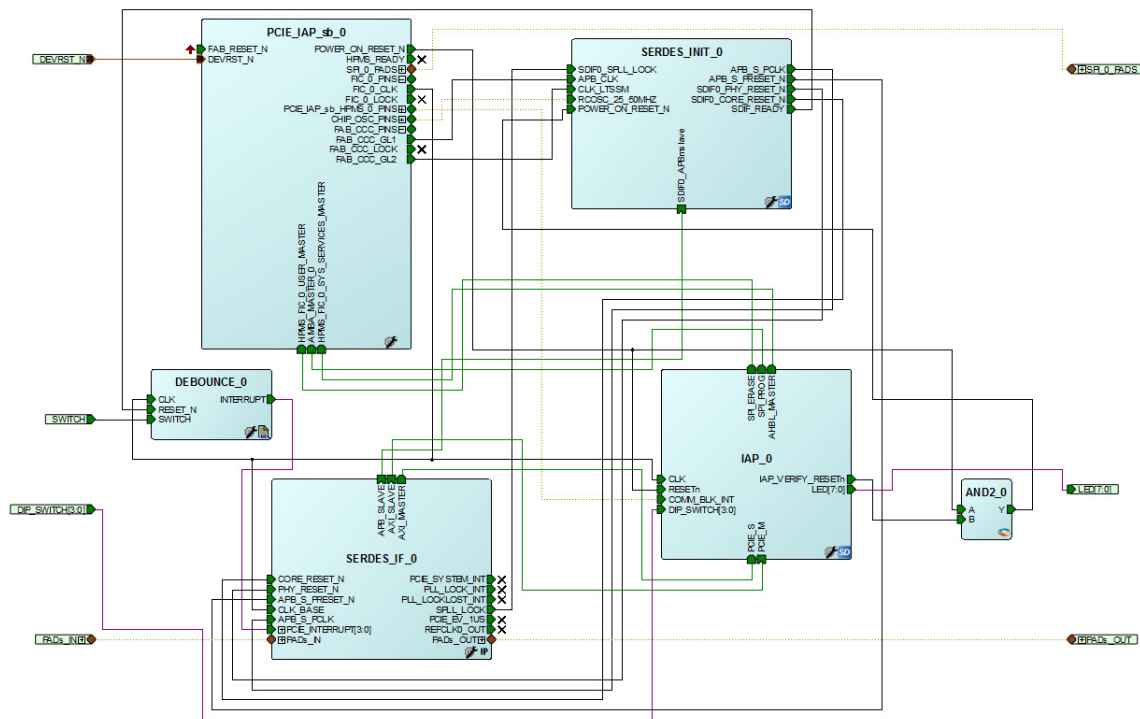 PCIE_IAP_sb_0
FAB_RESET_N
DEVRST_N
POWER_ON_RESET_N
HPMS_READY
SPI_0_PADS
FIC_0_PINS
FIC_0_CLK
FIC_0_LOCK
PCIE_IAP_sb_HPMS_0_PINS
CHIP_OSC_PINS
FAB_CCC_PINS
FAB_CCC_GL1
FAB_CCC_LOCK
FAB_CCC_GL2
HPMS_FIC_0_USER_MASTER
AMBA_MASTER_0
HPMS_FIC_0_SYS_SERVICES_MASTER
DEVRST_N
SERDES_INIT_0
SDIF0_SPLL_LOCK
APB_CLK
CLK_LTSSM
RCOSC_25_50MHZ
POWER_ON_RESET_N
APB_S_PCLK
APB_S_PRESET_N
SDIF0_PHY_RESET_N
SDIF0_CORE_RESET_N
SDIF_READY
SDIF0_APBmslave
SD
SPI_0_PADS
DEBOUNCE_0
CLK
RESET_N
SWITCH
INTERRUPT
HDL
SWITCH
IAP_0
SPI_ERASE
SPI_PROG
AHBL_MASTER
CLK
RESETn
COMM_BLK_INT
DIP_SWITCH[3:0]
IAP_VERIFY_RESETn
LED[7:0]
PCIE_S
PCIE_M
SD
AND2_0
A
B
Y
LED[7:0]
DIP_SWITCH[3:0]
SERDES_IF_0
APB_SLAVE
AXI_SLAVE
AXI_MASTER
CORE_RESET_N
PHY_RESET_N
APB_S_PRESET_N
CLK_BASE
APB_S_PCLK
PCIE_INTERRUPT[3:0]
PADs_IN
PCIE_SYSTEM_INT
PLL_LOCK_INT
PLL_LOCKLOST_INT
SPLL_LOCK
PCIE_EV_1US
REFCLK0_OUT
PADs_OUT
IP
PADs_IN
PADs_OUT